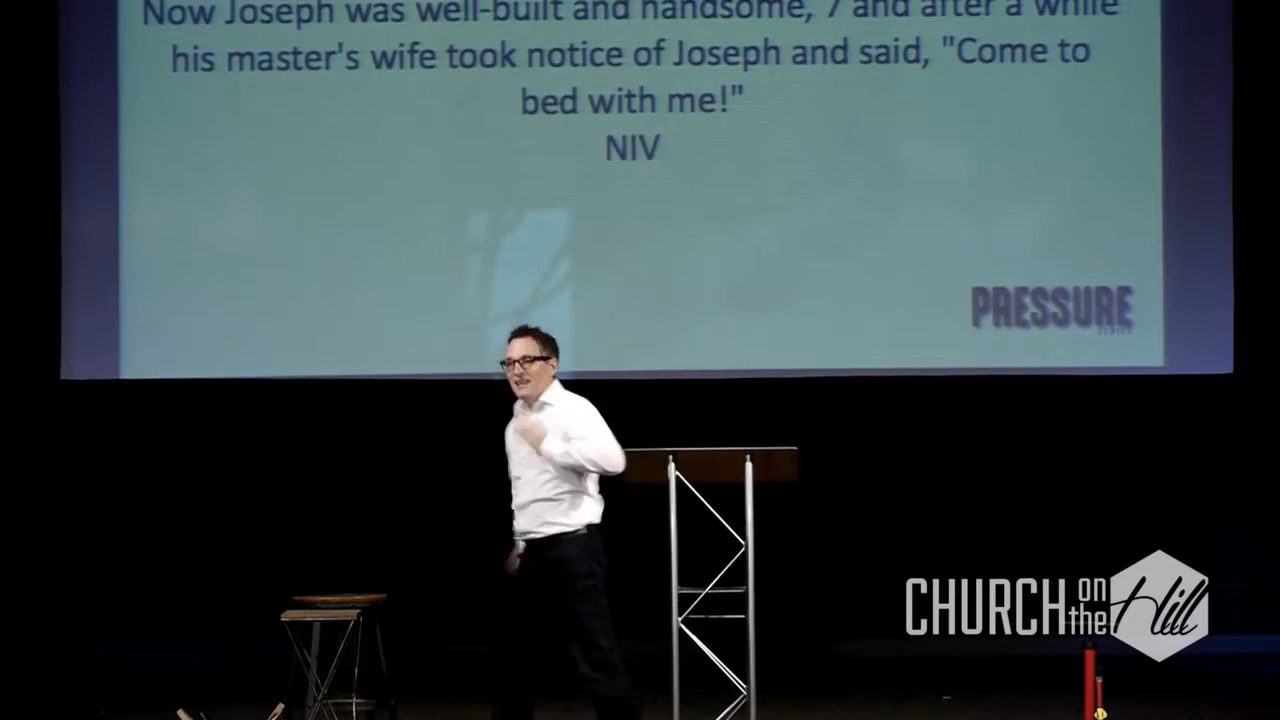 Now Joseph was well-built and handsome, 7 and after a while
his master's wife took notice of Joseph and said, "Come to
bed with me!"
NIV
PRESSURE
CHURCH on the Hill